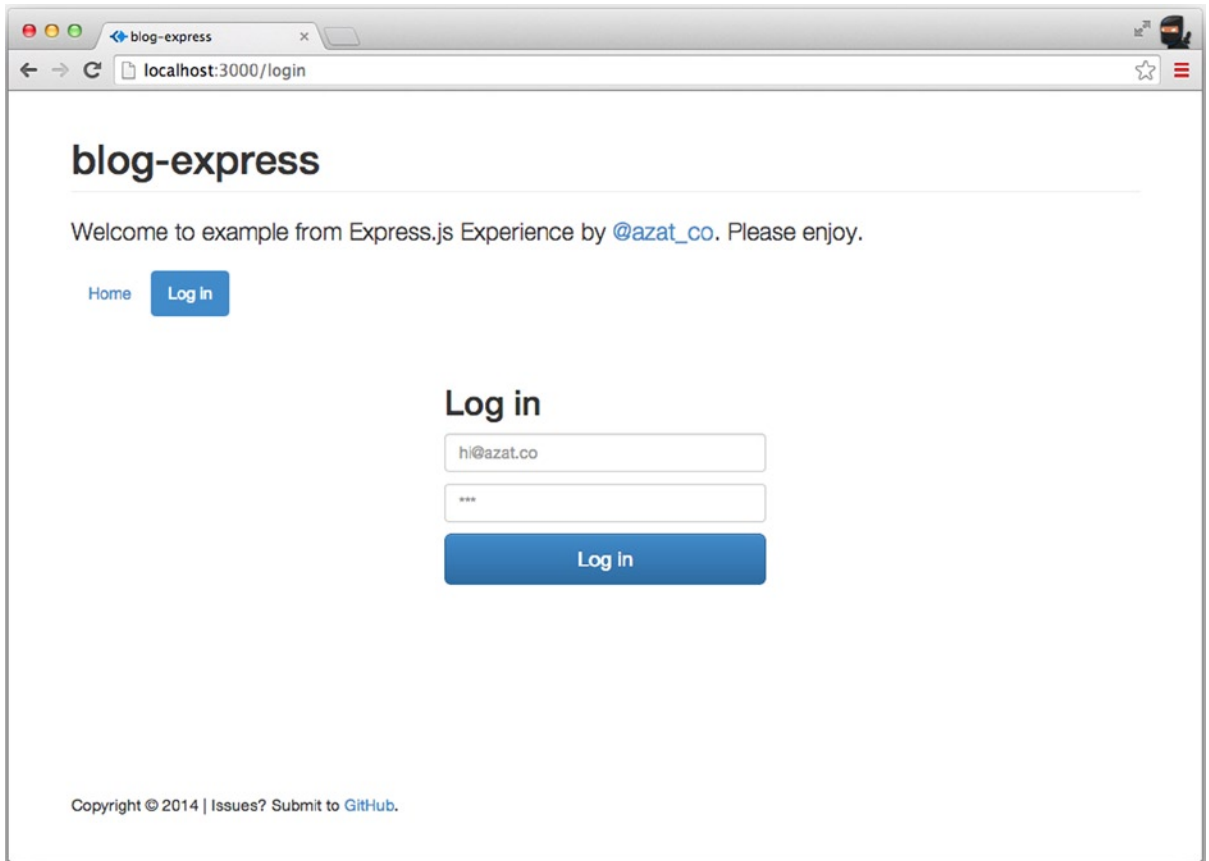 blog-express
localhost:3000/login
blog-express
Welcome to example from Express.js Experience by @azat_co. Please enjoy.
Home Log in
Log in
hi@azat.co
***
Log in
Copyright © 2014 | Issues? Submit to GitHub.